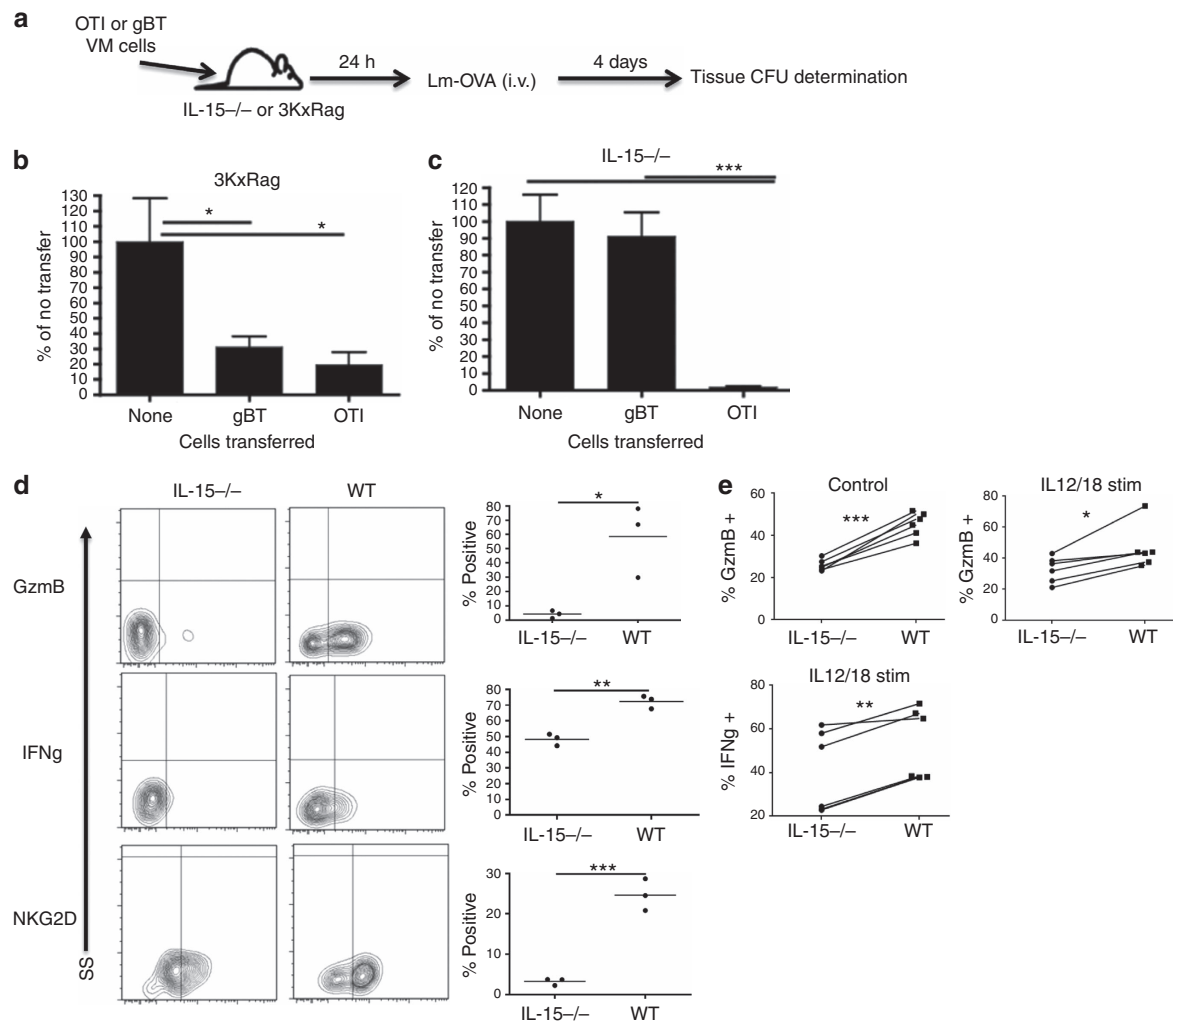 a
OTI or gBT
VM cells
24 h
Lm-OVA (i.v.)
4 days
Tissue CFU determination
IL-15–/– or 3KxRag
b
3KxRag
% of no transfer
130
120
110
100
90
80
70
60
50
40
30
20
10
0
*
*
None gBT OTI
Cells transferred
c
IL-15–/–
***
% of no transfer
120
110
100
90
80
70
60
50
40
30
20
10
0
None gBT OTI
Cells transferred
d
IL-15–/– WT
GzmB
IFNg
NKG2D
SS
% Positive
80
70
60
50
40
30
20
10
0
*
IL-15–/– WT
% Positive
80
70
60
50
40
30
20
10
0
**
IL-15–/– WT
% Positive
30
20
10
0
***
IL-15–/– WT
e
Control
% GzmB +
60
40
20
0
***
IL-15–/– WT
IL12/18 stim
% GzmB +
80
60
40
20
0
*
IL-15–/– WT
IL12/18 stim
% IFNg +
80
60
40
20
**
IL-15–/– WT